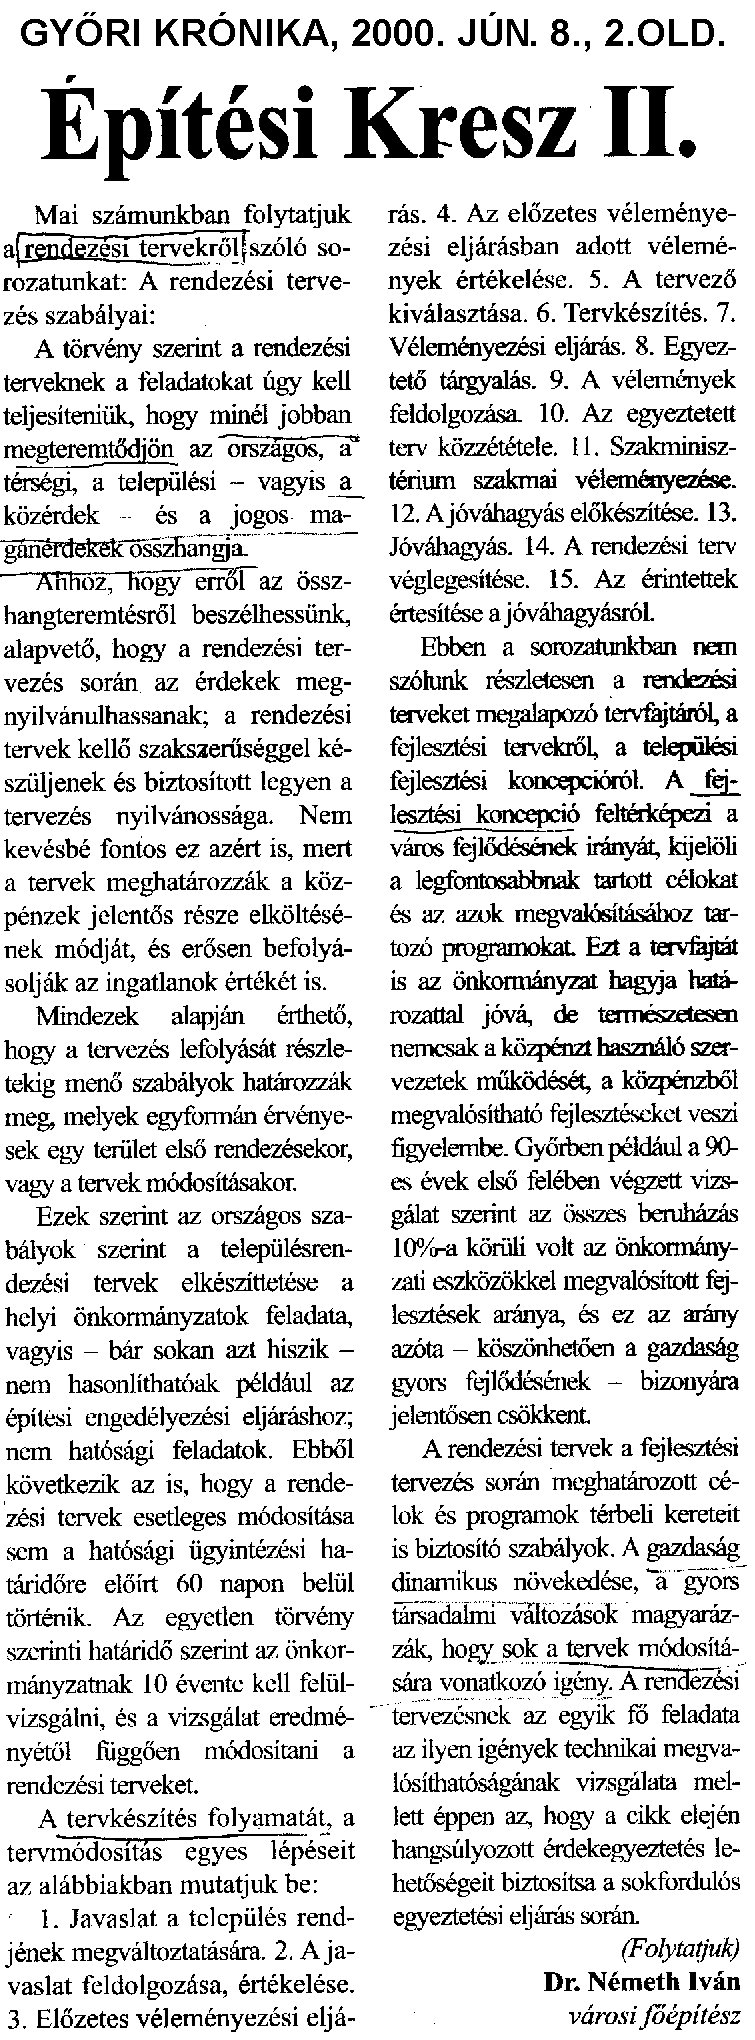 GYŐRI KRÓNIKA, 2000. JÚN. 8., 2.OLD.
Építési Kresz II.
Mai számunkban folytatjuk
a rendezési tervekről szóló so-
rozatunkat: A rendezési terve-
zés szabályai:
A törvény szerint a rendezési
terveknek a feladatokat úgy kell
teljesíteniük, hogy minél jobban
megteremtődjön az országos, a
térségi, a települési – vagyis a
közérdek – és a jogos ma-
gánérdekek összhangja.
Ahhoz, hogy erről az össz-
hangteremtésről beszélhessünk,
alapvető, hogy a rendezési ter-
vezés során az érdekek meg-
nyilvánulhassanak; a rendezési
tervek kellő szakszerűséggel ké-
szüljenek és biztosított legyen a
tervezés nyilvánossága. Nem
kevésbé fontos ez azért is, mert
a tervek meghatározzák a köz-
pénzek jelentős része elköltésé-
nek módját, és erősen befolyá-
solják az ingatlanok értékét is.
Mindezek alapján érthető,
hogy a tervezés lefolyását részle-
tekig menő szabályok határozzák
meg, melyek egyformán érvénye-
sek egy terület első rendezésekor,
vagy a tervek módosításakor.
Ezek szerint az országos sza-
bályok szerint a településren-
dezési tervek elkészíttetése a
helyi önkormányzatok feladata,
vagyis – bár sokan azt hiszik –
nem hasonlíthatóak például az
építési engedélyezési eljáráshoz;
nem hatósági feladatok. Ebből
következik az is, hogy a rende-
zési tervek esetleges módosítása
sem a hatósági ügyintézési ha-
táridőre előírt 60 napon belül
történik. Az egyetlen törvény
szerinti határidő szerint az önkor-
mányzatnak 10 évente kell felül-
vizsgálni, és a vizsgálat eredmé-
nyétől függően módosítani a
rendezési terveket.
A tervkészítés folyamatát, a
tervmódosítás egyes lépéseit
az alábbiakban mutatjuk be:
1. Javaslat a település rend-
jének megváltoztatására. 2. A ja-
vaslat feldolgozása, értékelése.
3. Előzetes véleményezési eljá-
rás. 4. Az előzetes véleménye-
zési eljárásban adott vélemé-
nyek értékelése. 5. A tervező
kiválasztása. 6. Tervkészítés. 7.
Véleményezési eljárás. 8. Egyez-
tető tárgyalás. 9. A vélemények
feldolgozása. 10. Az egyeztetett
terv közzététele. 11. Szakminisz-
térium szakmai véleményezése.
12. A jóváhagyás előkészítése. 13.
Jóváhagyás. 14. A rendezési terv
véglegesítése. 15. Az érintettek
értesítése a jóváhagyásról.
Ebben a sorozatunkban nem
szólunk részletesen a rendezési
terveket megalapozó tervfajtáról, a
fejlesztési tervekről, a települési
fejlesztési koncepcióról. A fej-
lesztési koncepció feltérképezi a
város fejlődésének irányát, kijelöli
a legfontosabbnak tartott célokat
és az azok megvalósításához tar-
tozó programokat. Ezt a tervfajtát
is az önkormányzat hagyja hatá-
rozattal jóvá, de természetesen
nemcsak a közpénzt használó szer-
vezetek működését, a közpénzből
megvalósítható fejlesztéseket veszi
figyelembe. Győrben például a 90-
es évek első felében végzett vizs-
gálat szerint az összes beruházás
10%-a körüli volt az önkormány-
zati eszközökkel megvalósított fej-
lesztések aránya, és ez az arány
azóta – köszönhetően a gazdaság
gyors fejlődésének – bizonyára
jelentősen csökkent.
A rendezési tervek a fejlesztési
tervezés során meghatározott cé-
lok és programok térbeli kereteit
is biztosító szabályok. A gazdaság
dinamikus növekedése, a gyors
társadalmi változások magyaráz-
zák, hogy sok a tervek módosítá-
sára vonatkozó igény. A rendezési
tervezésnek az egyik fő feladata
az ilyen igények technikai megva-
lósíthatóságának vizsgálata mel-
lett éppen az, hogy a cikk elején
hangsúlyozott érdekegyeztetés le-
hetőségeit biztosítsa a sokfordulós
egyeztetési eljárás során.
(Folytatjuk)
Dr. Németh Iván
városi főépítész